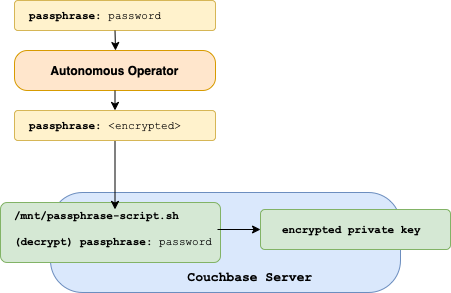 passphrase: password
Autonomous Operator
passphrase: <encrypted>
/mnt/passphrase-script.sh
(decrypt) passphrase: password
encrypted private key
Couchbase Server